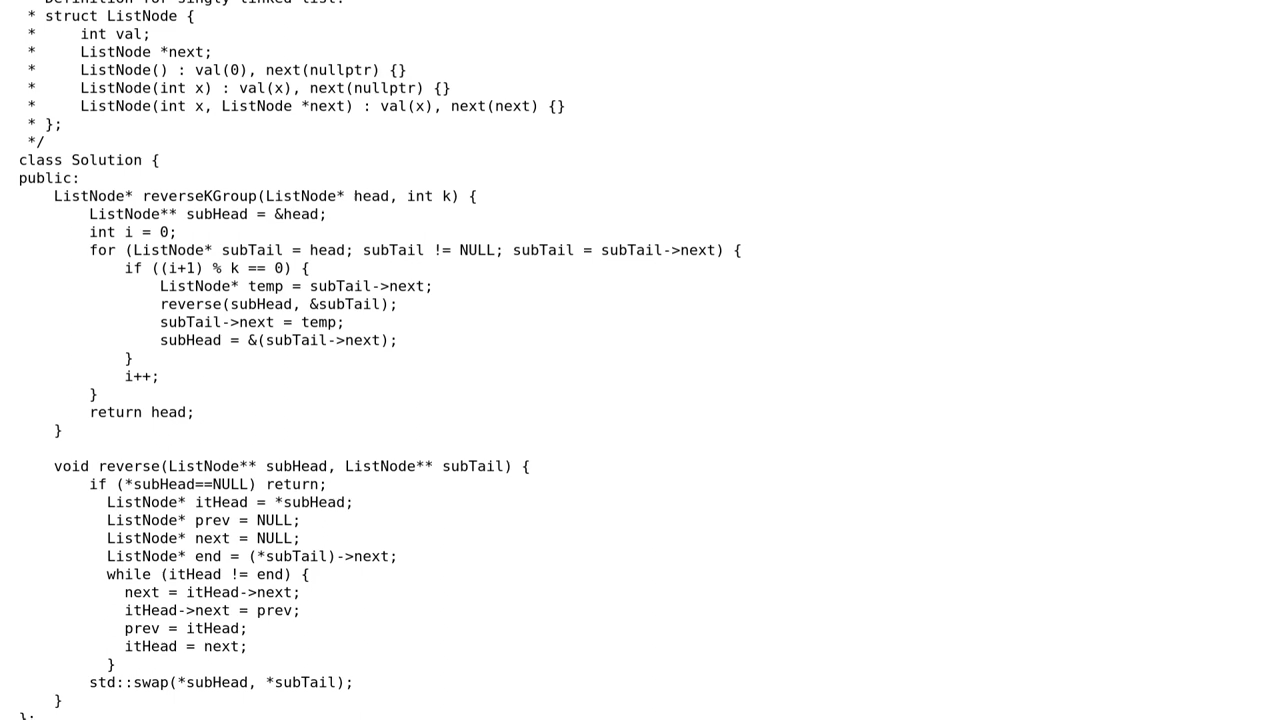 Definition for singly-linked list.
 * struct ListNode {
 *     int val;
 *     ListNode *next;
 *     ListNode() : val(0), next(nullptr) {}
 *     ListNode(int x) : val(x), next(nullptr) {}
 *     ListNode(int x, ListNode *next) : val(x), next(next) {}
 * };
 */
class Solution {
public:
    ListNode* reverseKGroup(ListNode* head, int k) {
        ListNode** subHead = &head;
        int i = 0;
        for (ListNode* subTail = head; subTail != NULL; subTail = subTail->next) {
            if ((i+1) % k == 0) {
                ListNode* temp = subTail->next;
                reverse(subHead, &subTail);
                subTail->next = temp;
                subHead = &(subTail->next);
            }
            i++;
        }
        return head;
    }

    void reverse(ListNode** subHead, ListNode** subTail) {
        if (*subHead==NULL) return;
          ListNode* itHead = *subHead;
          ListNode* prev = NULL;
          ListNode* next = NULL;
          ListNode* end = (*subTail)->next;
          while (itHead != end) {
            next = itHead->next;
            itHead->next = prev;
            prev = itHead;
            itHead = next;
          }
        std::swap(*subHead, *subTail);
    }
};